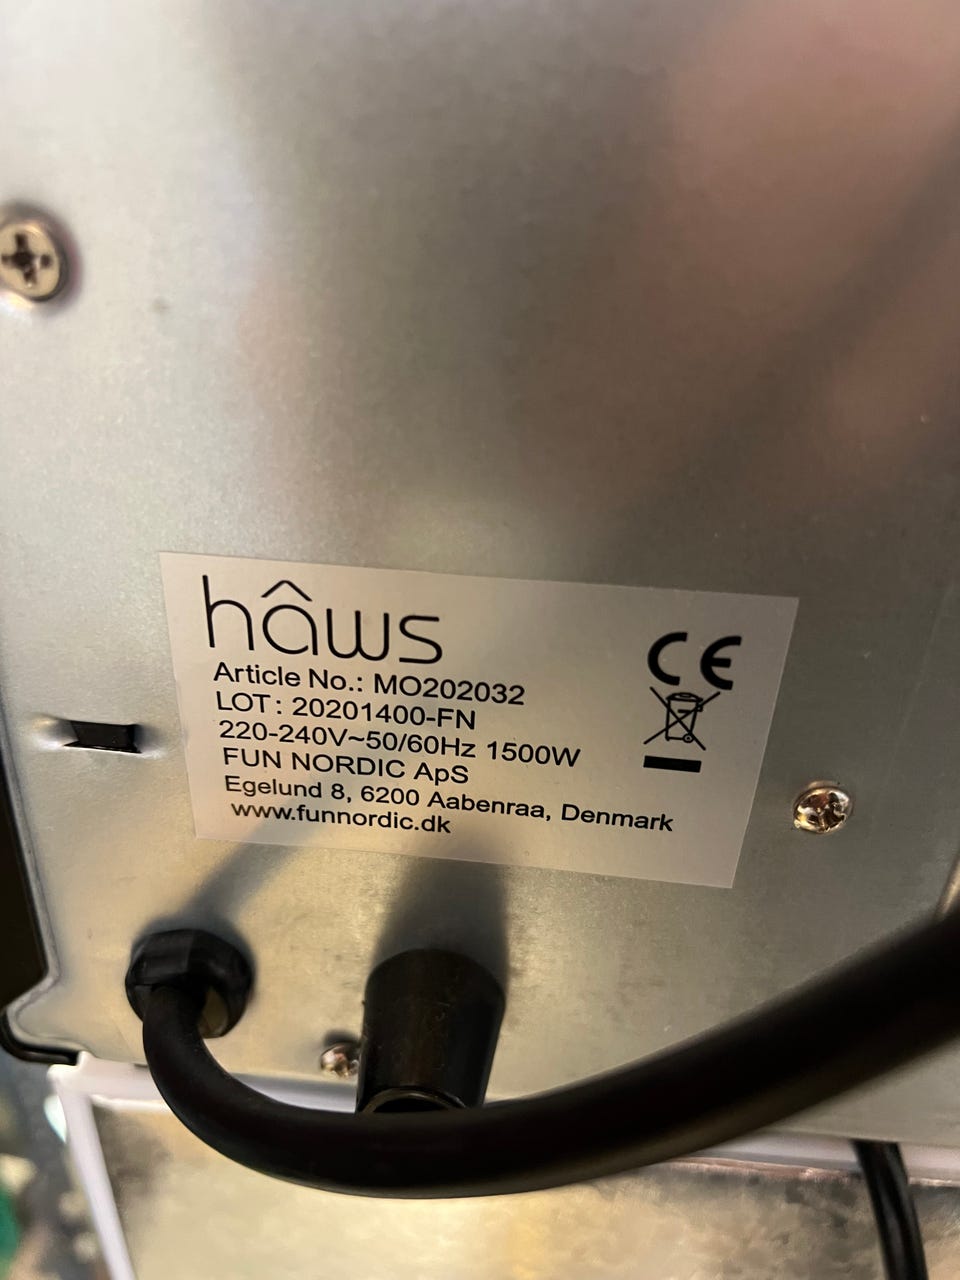 hâws
Article No.: MO202032
LOT: 20201400-FN
220-240V~50/60Hz 1500W
FUN NORDIC ApS
Egelund 8, 6200 Aabenraa, Denmark
www.funnordic.dk
CE